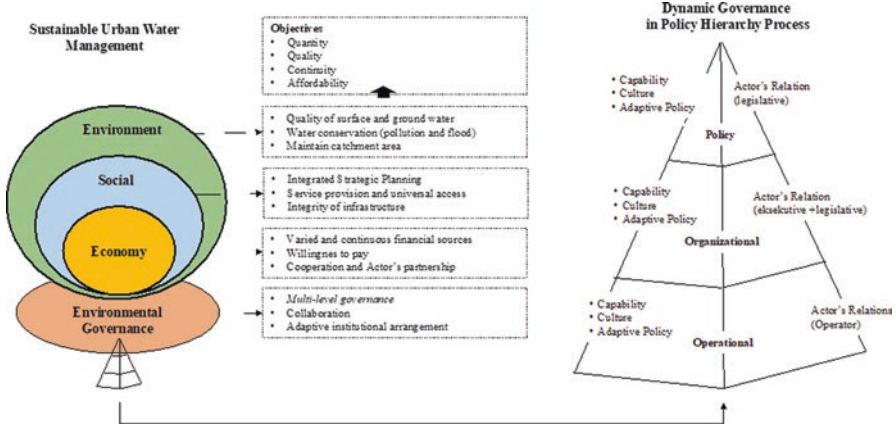 Sustainable Urban Water
Management
Environment
Social
Economy
Environmental
Governance
Objectives
• Quantity
• Quality
• Continuity
• Affordability
• Quality of surface and ground water
• Water conservation (pollution and flood)
• Maintain catchment area
• Integrated Strategic Planning
• Service provision and universal access
• Integrity of infrastructure
• Varied and continuous financial sources
• Willingnes to pay
• Cooperation and Actor's partnership
• Multi-level governance
• Collaboration
• Adaptive institutional arrangement
Dynamic Governance
in Policy Hierarchy Process
• Capability
• Culture
• Adaptive Policy
Actor's Relation
(legislative)
Policy
• Capability
• Culture
• Adaptive Policy
Actor's Relation
(eksekutive +legislative)
Organizational
• Capability
• Culture
• Adaptive Policy
Actor's Relations
(Operator)
Operational